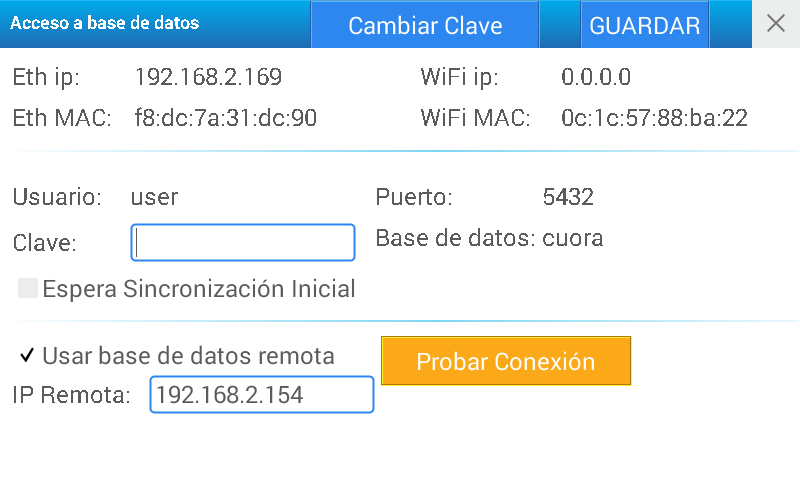 Acceso a base de datos Cambiar Clave GUARDAR
Eth ip: 192.168.2.169 WiFi ip: 0.0.0.0
Eth MAC: f8:dc:7a:31:dc:90 WiFi MAC: 0c:1c:57:88:ba:22
Usuario: user Puerto: 5432
Clave: Base de datos: cuora
Espera Sincronización Inicial
Usar base de datos remota Probar Conexión
IP Remota: 192.168.2.154